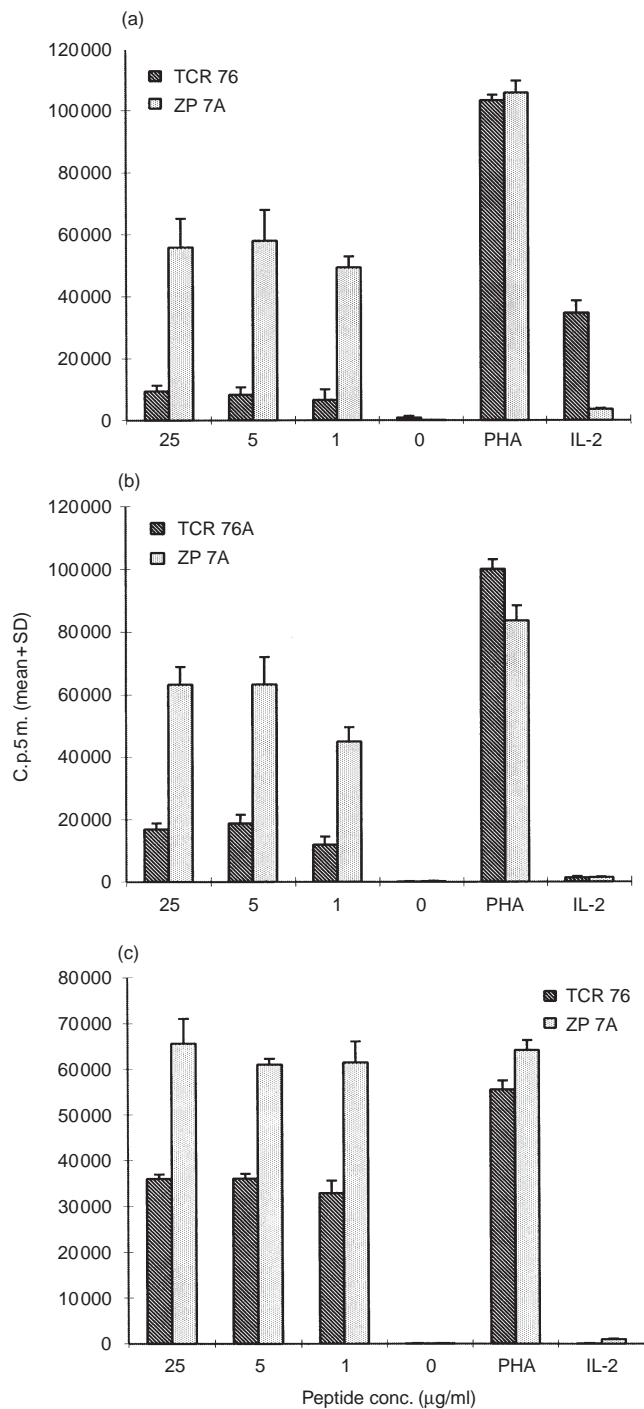 (a)
120000
100000
80000
60000
40000
20000
0
TCR 76
ZP 7A
25 5 1 0 PHA IL-2
(b)
120000
100000
80000
60000
40000
20000
0
TCR 76A
ZP 7A
25 5 1 0 PHA IL-2
C.p.5 m. (mean+SD)
(c)
80000
70000
60000
50000
40000
30000
20000
10000
0
TCR 76
ZP 7A
25 5 1 0 PHA IL-2
Peptide conc. (µg/ml)